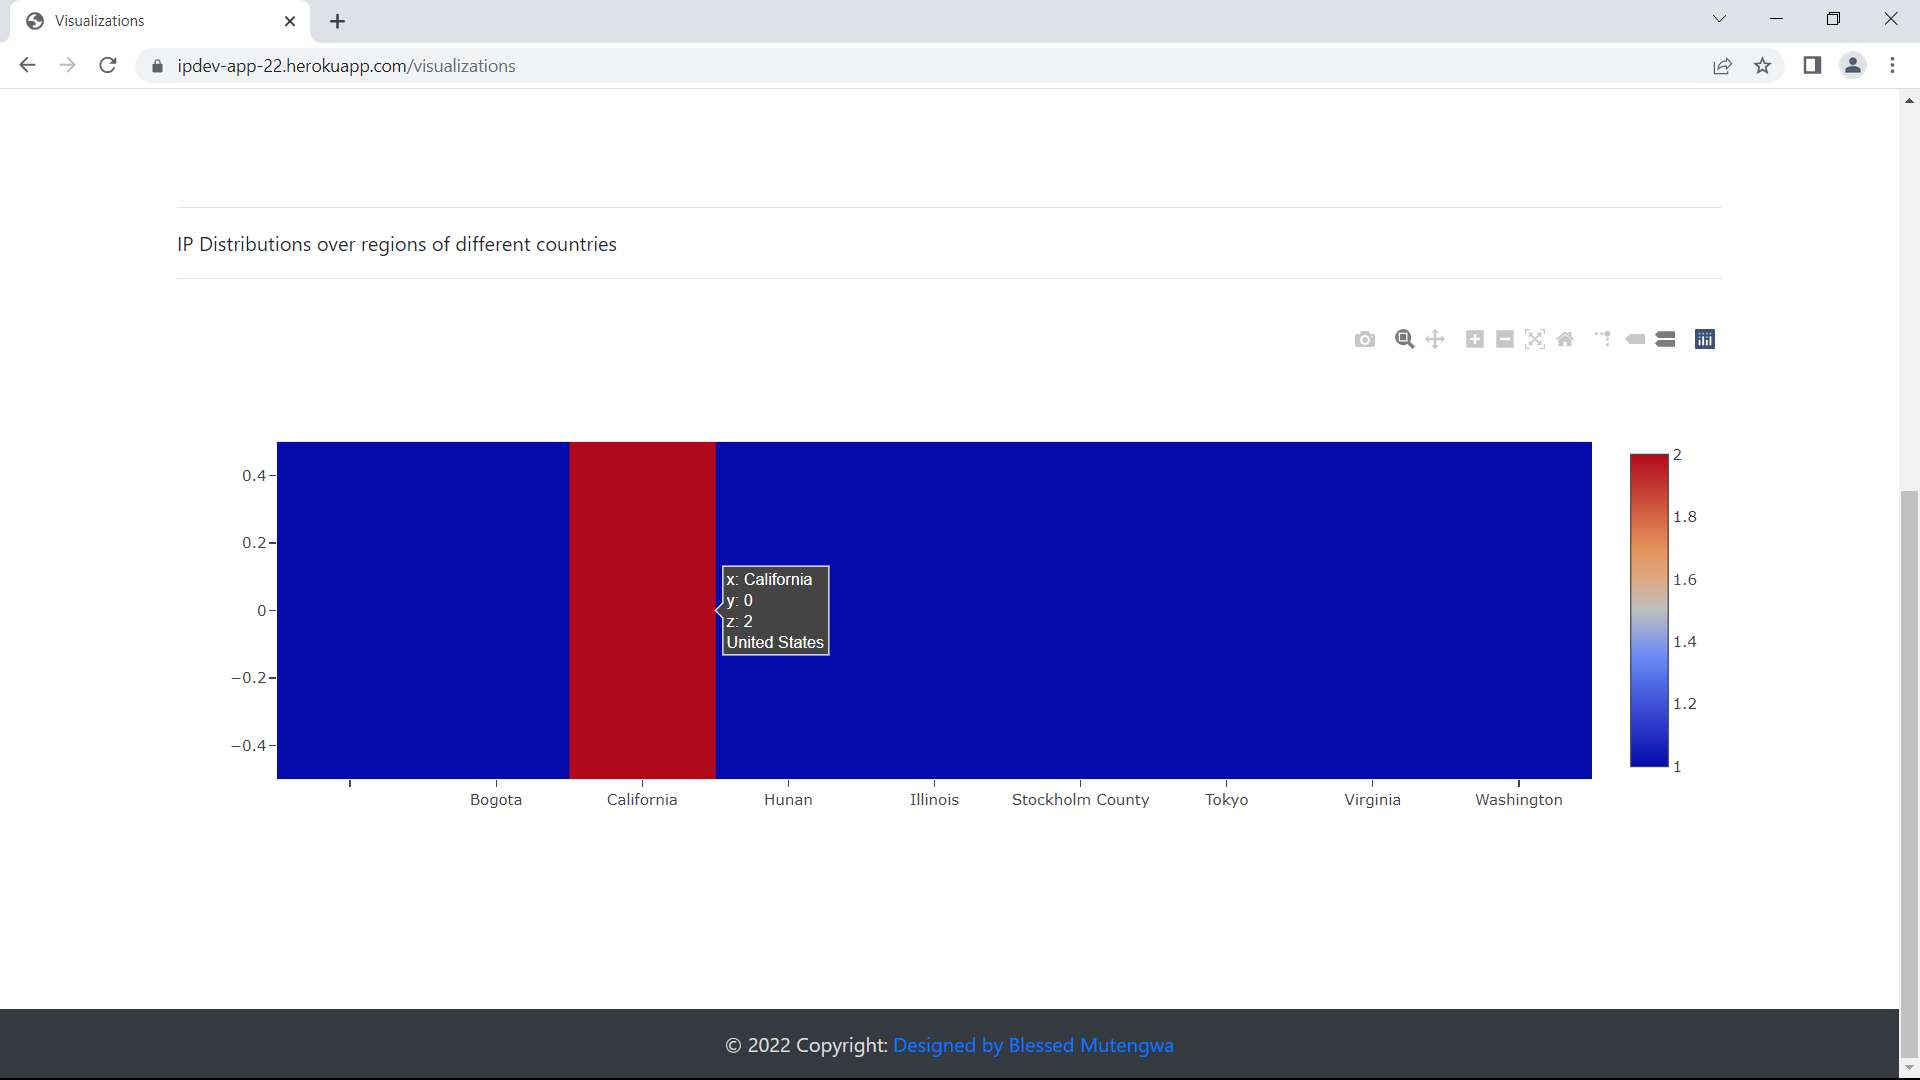 Visualizations
ipdev-app-22.herokuapp.com/visualizations
IP Distributions over regions of different countries
0.4
0.2
0
−0.2
−0.4
x: California
y: 0
z: 2
United States
2
1.8
1.6
1.4
1.2
1
Bogota California Hunan Illinois Stockholm County Tokyo Virginia Washington
© 2022 Copyright: Designed by Blessed Mutengwa